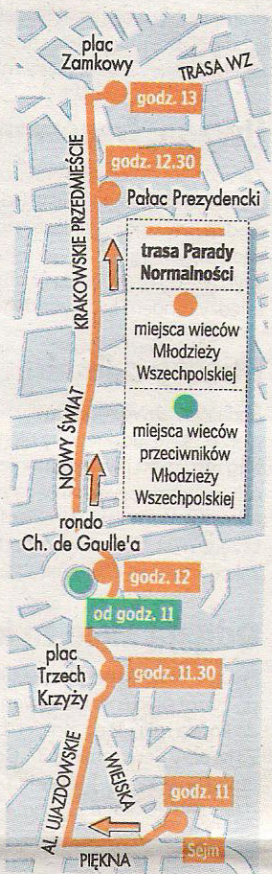 plac
Zamkowy
TRASA WZ
godz. 13
godz. 12.30
Pałac Prezydencki
KRAKOWSKIE PRZEDMIEŚCIE
trasa Parady
Normalności
miejsca wieców
Młodzieży
Wszechpolskiej
miejsca wieców
przeciwników
Młodzieży
Wszechpolskiej
NOWY ŚWIAT
rondo
Ch. de Gaulle'a
godz. 12
od godz. 11
plac
Trzech
Krzyży
godz. 11.30
AL. UJAZDOWSKIE
WIEJSKA
godz. 11
Sejm
PIĘKNA